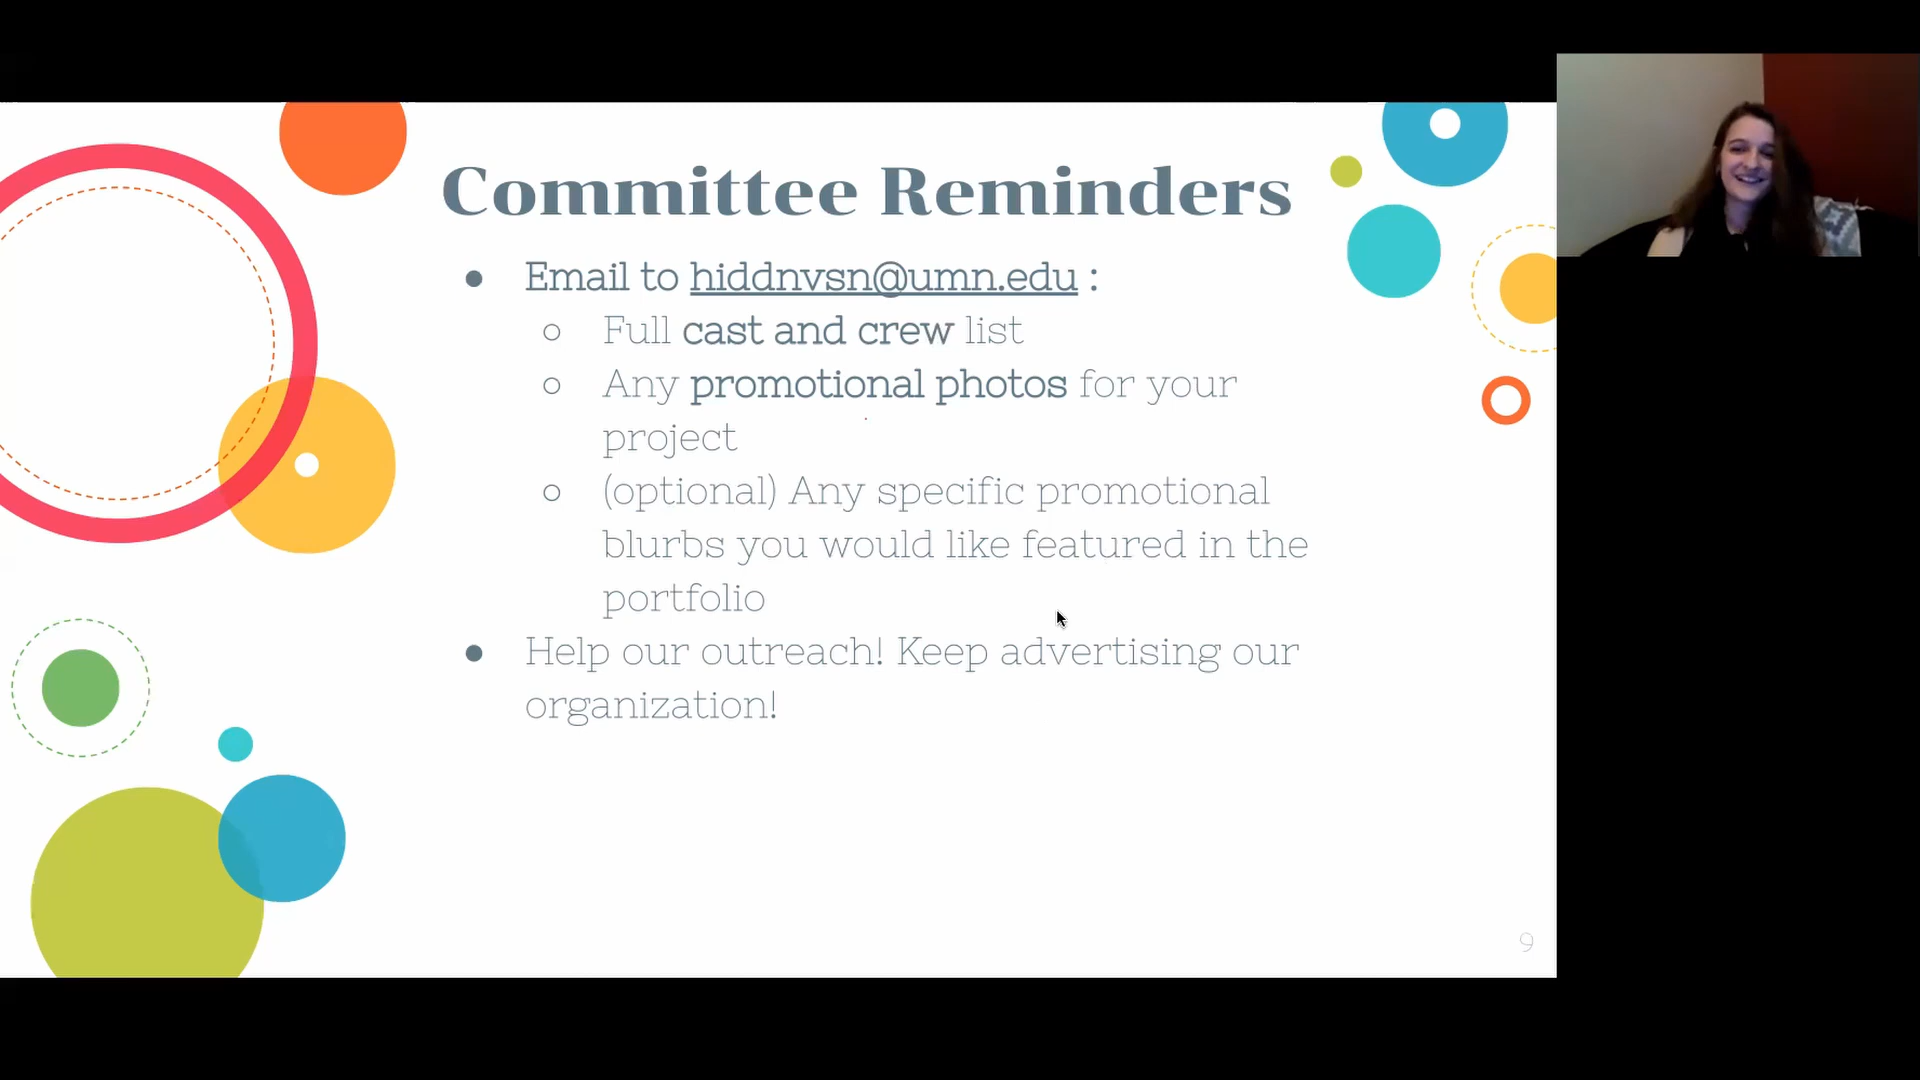 Committee Reminders
● Email to hiddnvsn@umn.edu :
○ Full cast and crew list
○ Any promotional photos for your
project
○ (optional) Any specific promotional
blurbs you would like featured in the
portfolio
● Help our outreach! Keep advertising our
organization!
9